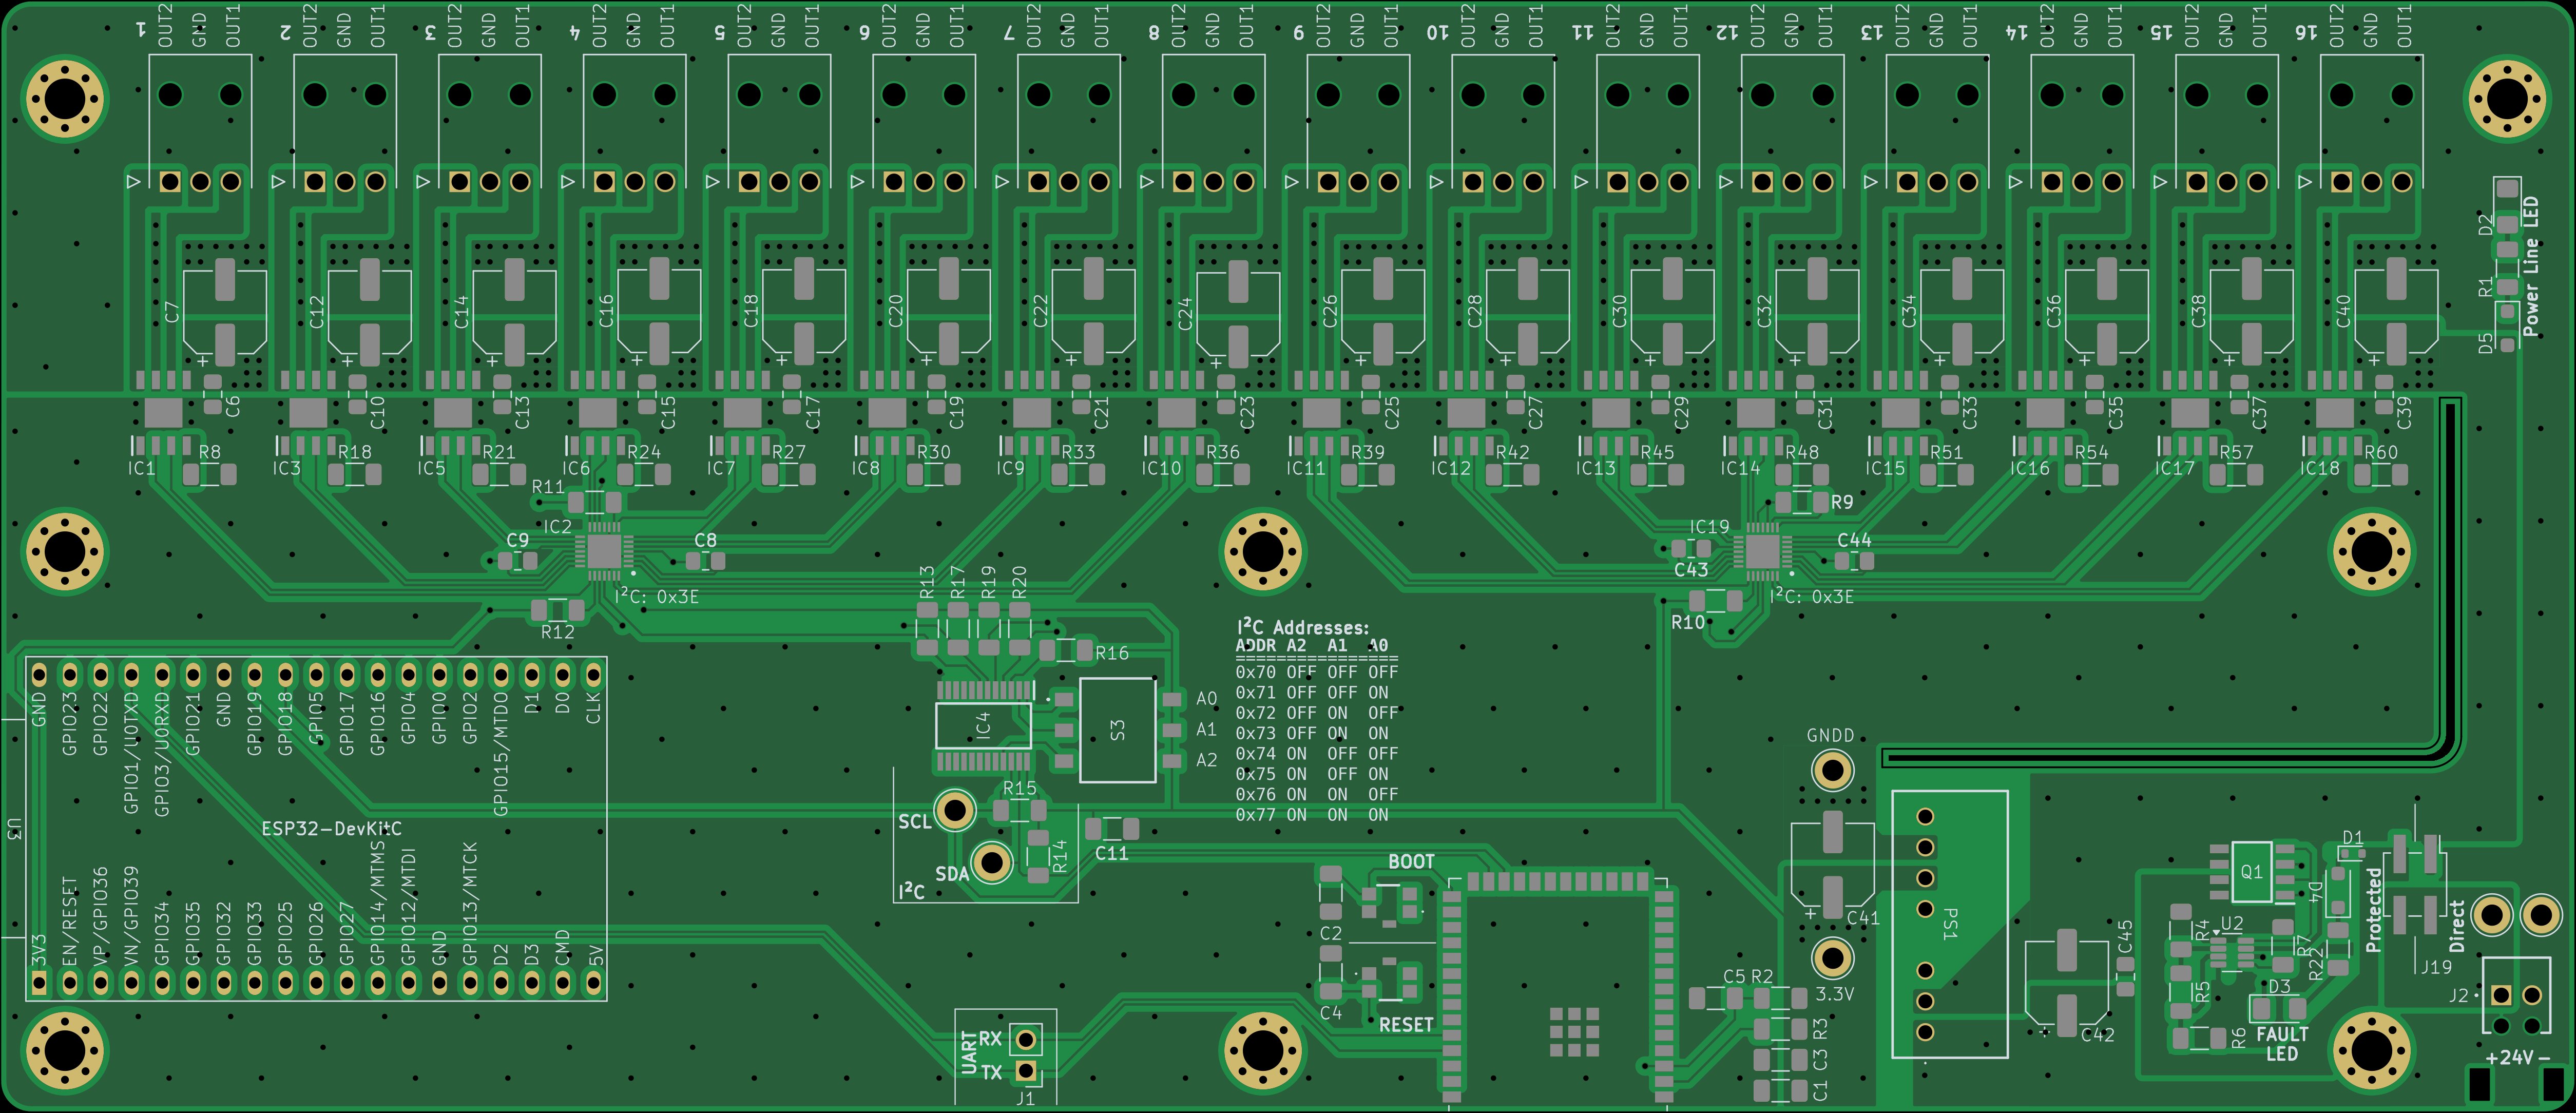 1 OUT2 GND OUT1
2 OUT2 GND OUT1
3 OUT2 GND OUT1
4 OUT2 GND OUT1
5 OUT2 GND OUT1
6 OUT2 GND OUT1
7 OUT2 GND OUT1
8 OUT2 GND OUT1
9 OUT2 GND OUT1
10 OUT2 GND OUT1
11 OUT2 GND OUT1
12 OUT2 GND OUT1
13 OUT2 GND OUT1
14 OUT2 GND OUT1
15 OUT2 GND OUT1
16 OUT2 GND OUT1
D2
R1
D5
Power Line LED
C7 C12 C14 C16 C18 C20 C22 C24 C26 C28 C30 C32 C34 C36 C38 C40
+ + + + + + + + + + + + + + + +
C6 C10 C13 C15 C17 C19 C21 C23 C25 C27 C29 C31 C33 C35 C37 C39
R8 R18 R21 R24 R27 R30 R33 R36 R39 R42 R45 R48 R51 R54 R57 R60
IC1 IC3 IC5 IC6 IC7 IC8 IC9 IC10 IC11 IC12 IC13 IC14 IC15 IC16 IC17 IC18
R11
IC2
C9
C8
I²C: 0x3E
R12
R9
IC19
C43
C44
I²C: 0x3E
R10
R13
R17
R19
R20
R16
IC4
S3
A0
A1
A2
I²C Addresses:
ADDR A2 A1 A0
====================
0x70 OFF OFF OFF
0x71 OFF OFF ON
0x72 OFF ON OFF
0x73 OFF ON ON
0x74 ON OFF OFF
0x75 ON OFF ON
0x76 ON ON OFF
0x77 ON ON ON
GND
GPIO23
GPIO22
GPIO1/U0TXD
GPIO3/U0RXD
GPIO21
GND
GPIO19
GPIO18
GPIO5
GPIO17
GPIO16
GPIO4
GPIO0
GPIO2
GPIO15/MTDO
D1
D0
CLK
U3
ESP32-DevKitC
3V3
EN/RESET
VP/GPIO36
VN/GPIO39
GPIO34
GPIO35
GPIO32
GPIO33
GPIO25
GPIO26
GPIO27
GPIO14/MTMS
GPIO12/MTDI
GND
GPIO13/MTCK
D2
D3
CMD
5V
R15
SCL
SDA
I²C
R14
C11
BOOT
C2
C4
RESET
UART
RX
TX
J1
GNDD
+
C41
3.3V
C5 R2
R3
C3
C1
PS1
+
C42
C45
Q1
R4
R5
U2
R7
R6
D3
FAULT
LED
R22
D4
D1
Protected
Direct
J19
J2
+24V-